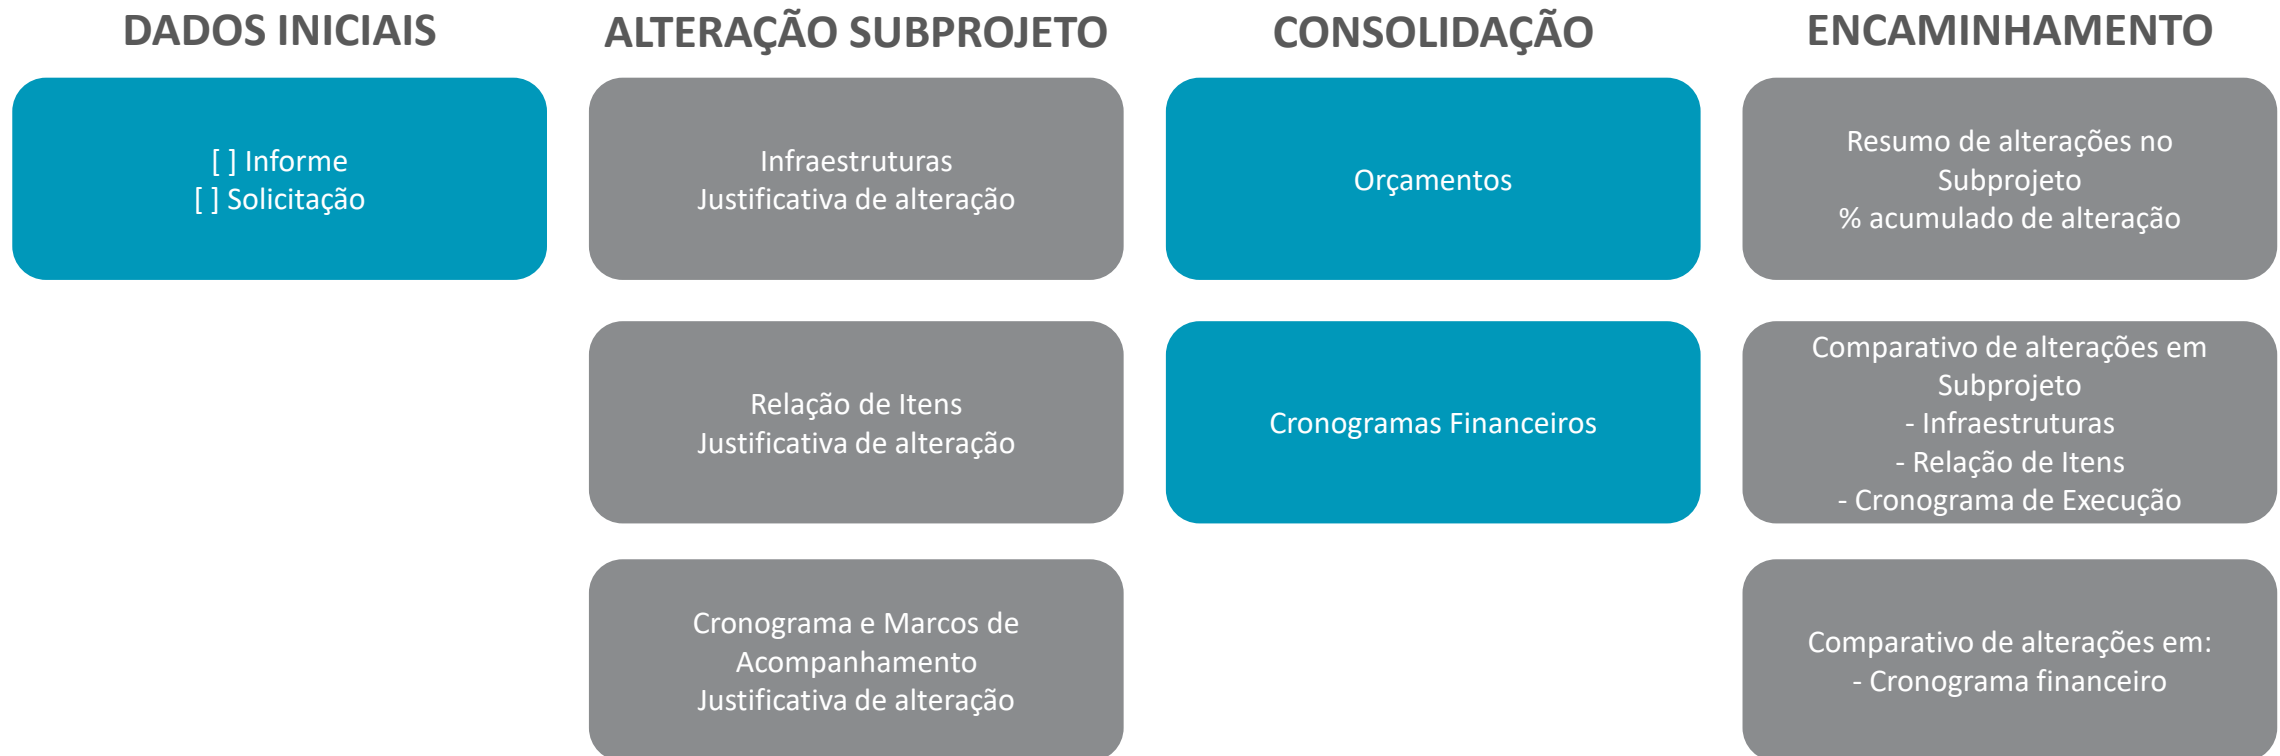 DADOS INICIAIS
[ ] Informe
[ ] Solicitação
ALTERAÇÃO SUBPROJETO
Infraestruturas
Justificativa de alteração
Relação de Itens
Justificativa de alteração
Cronograma e Marcos de
Acompanhamento
Justificativa de alteração
CONSOLIDAÇÃO
Orçamentos
Cronogramas Financeiros
ENCAMINHAMENTO
Resumo de alterações no
Subprojeto
% acumulado de alteração
Comparativo de alterações em
Subprojeto
- Infraestruturas
- Relação de Itens
- Cronograma de Execução
Comparativo de alterações em:
- Cronograma financeiro